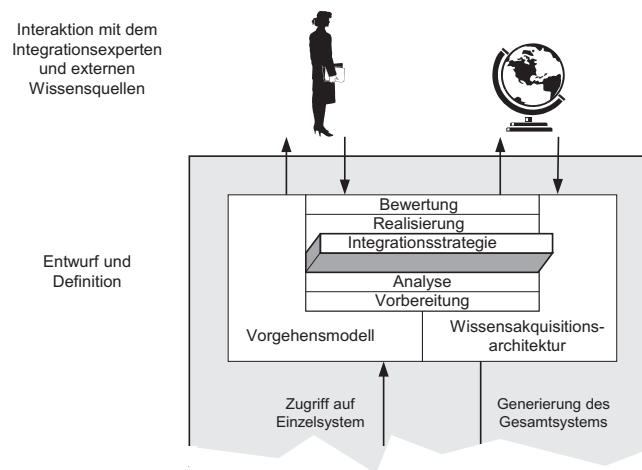 Interaktion mit dem
Integrationsexperten
und externen
Wissensquellen
Entwurf und
Definition
Bewertung
Realisierung
Integrationsstrategie
Analyse
Vorbereitung
Vorgehensmodell
Wissensakquisitions-
architektur
Zugriff auf
Einzelsystem
Generierung des
Gesamtsystems